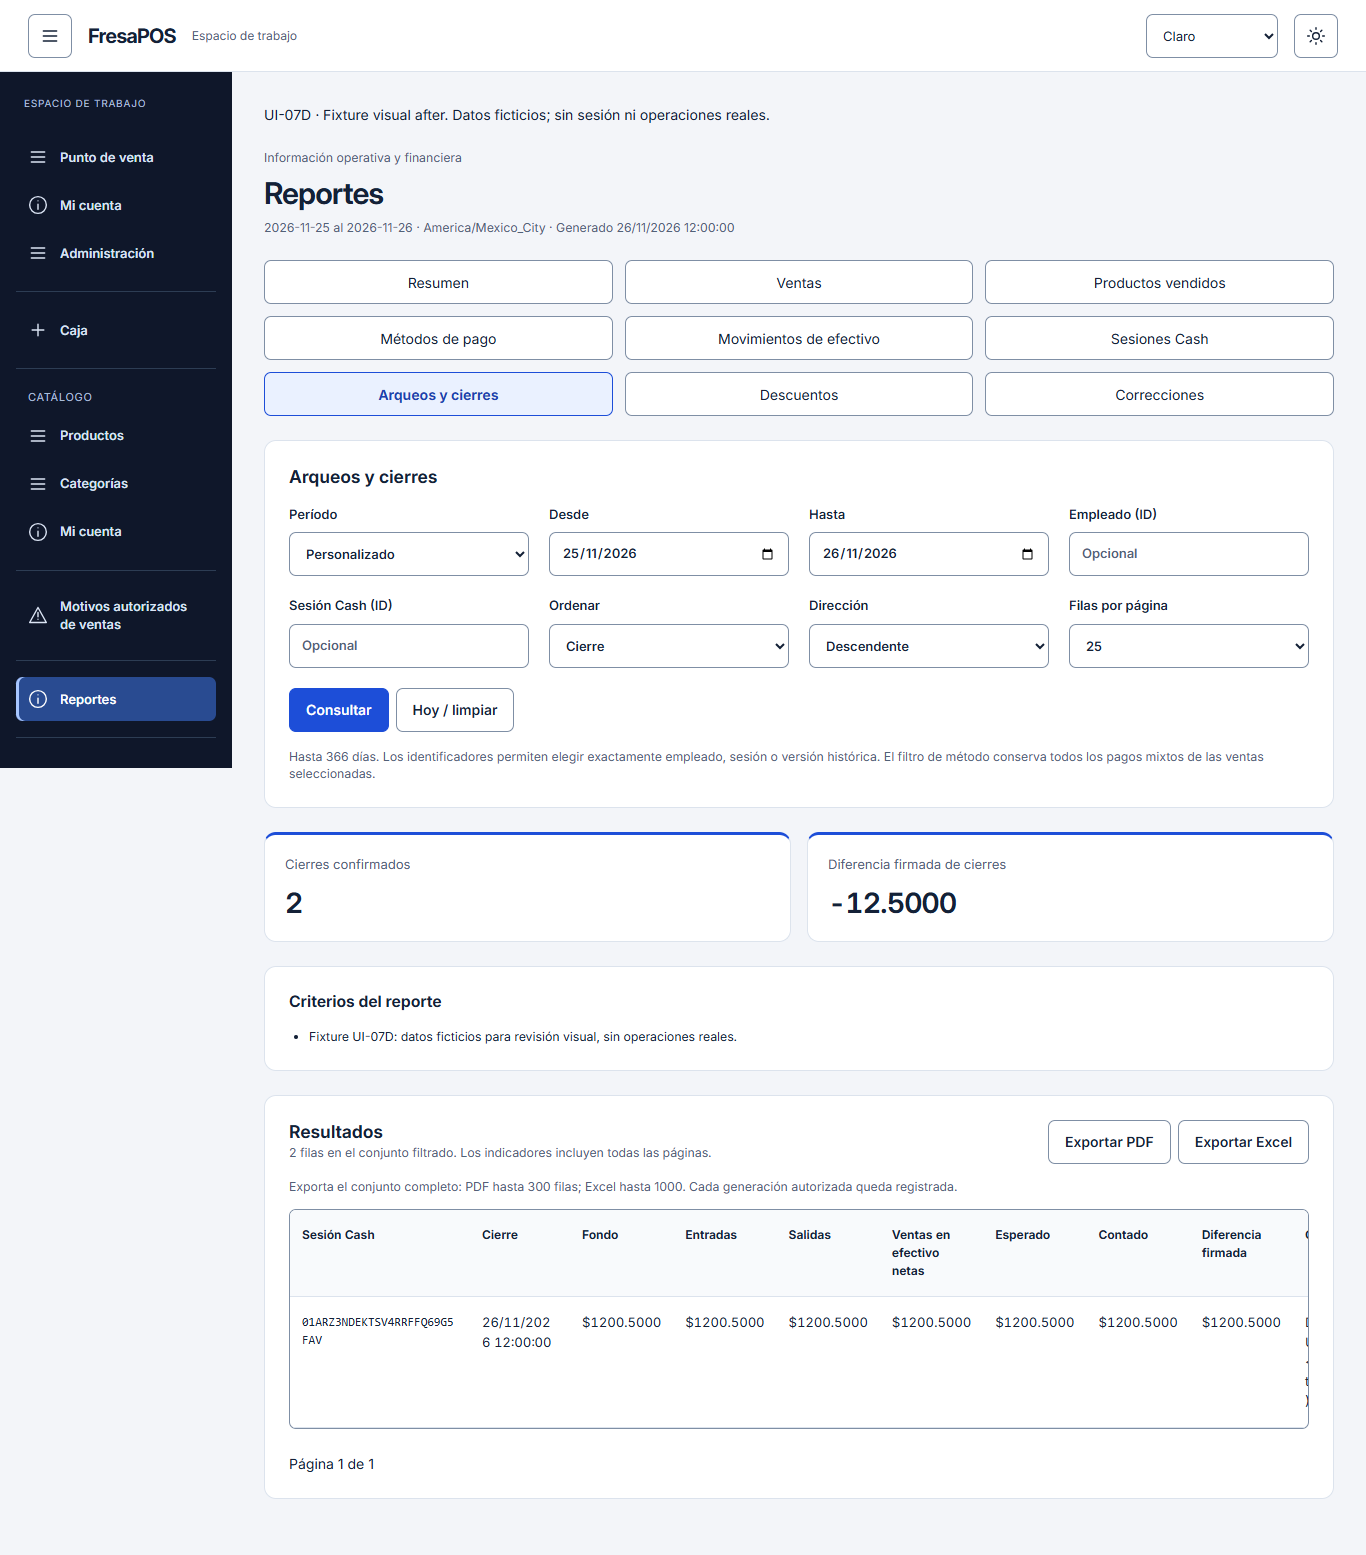 FresaPOS
Espacio de trabajo
Claro
ESPACIO DE TRABAJO
Punto de venta
Mi cuenta
Administración
Caja
CATÁLOGO
Productos
Categorías
Mi cuenta
Motivos autorizados
de ventas
Reportes
UI-07D · Fixture visual after. Datos ficticios; sin sesión ni operaciones reales.
Información operativa y financiera
Reportes
2026-11-25 al 2026-11-26 · America/Mexico_City · Generado 26/11/2026 12:00:00
Resumen
Ventas
Productos vendidos
Métodos de pago
Movimientos de efectivo
Sesiones Cash
Arqueos y cierres
Descuentos
Correcciones
Arqueos y cierres
Período
Desde
Hasta
Empleado (ID)
Personalizado
25/11/2026
26/11/2026
Opcional
Sesión Cash (ID)
Ordenar
Dirección
Filas por página
Opcional
Cierre
Descendente
25
Consultar
Hoy / limpiar
Hasta 366 días. Los identificadores permiten elegir exactamente empleado, sesión o versión histórica. El filtro de método conserva todos los pagos mixtos de las ventas
seleccionadas.
Cierres confirmados
2
Diferencia firmada de cierres
-12.5000
Criterios del reporte
• Fixture UI-07D: datos ficticios para revisión visual, sin operaciones reales.
Resultados
2 filas en el conjunto filtrado. Los indicadores incluyen todas las páginas.
Exportar PDF
Exportar Excel
Exporta el conjunto completo: PDF hasta 300 filas; Excel hasta 1000. Cada generación autorizada queda registrada.
Sesión Cash
Cierre
Fondo
Entradas
Salidas
Ventas en
efectivo
netas
Esperado
Contado
Diferencia
firmada
01ARZ3NDEKTSV4RRFFQ69G5
FAV
26/11/202
6 12:00:00
$1200.5000
$1200.5000
$1200.5000
$1200.5000
$1200.5000
$1200.5000
$1200.5000
Página 1 de 1